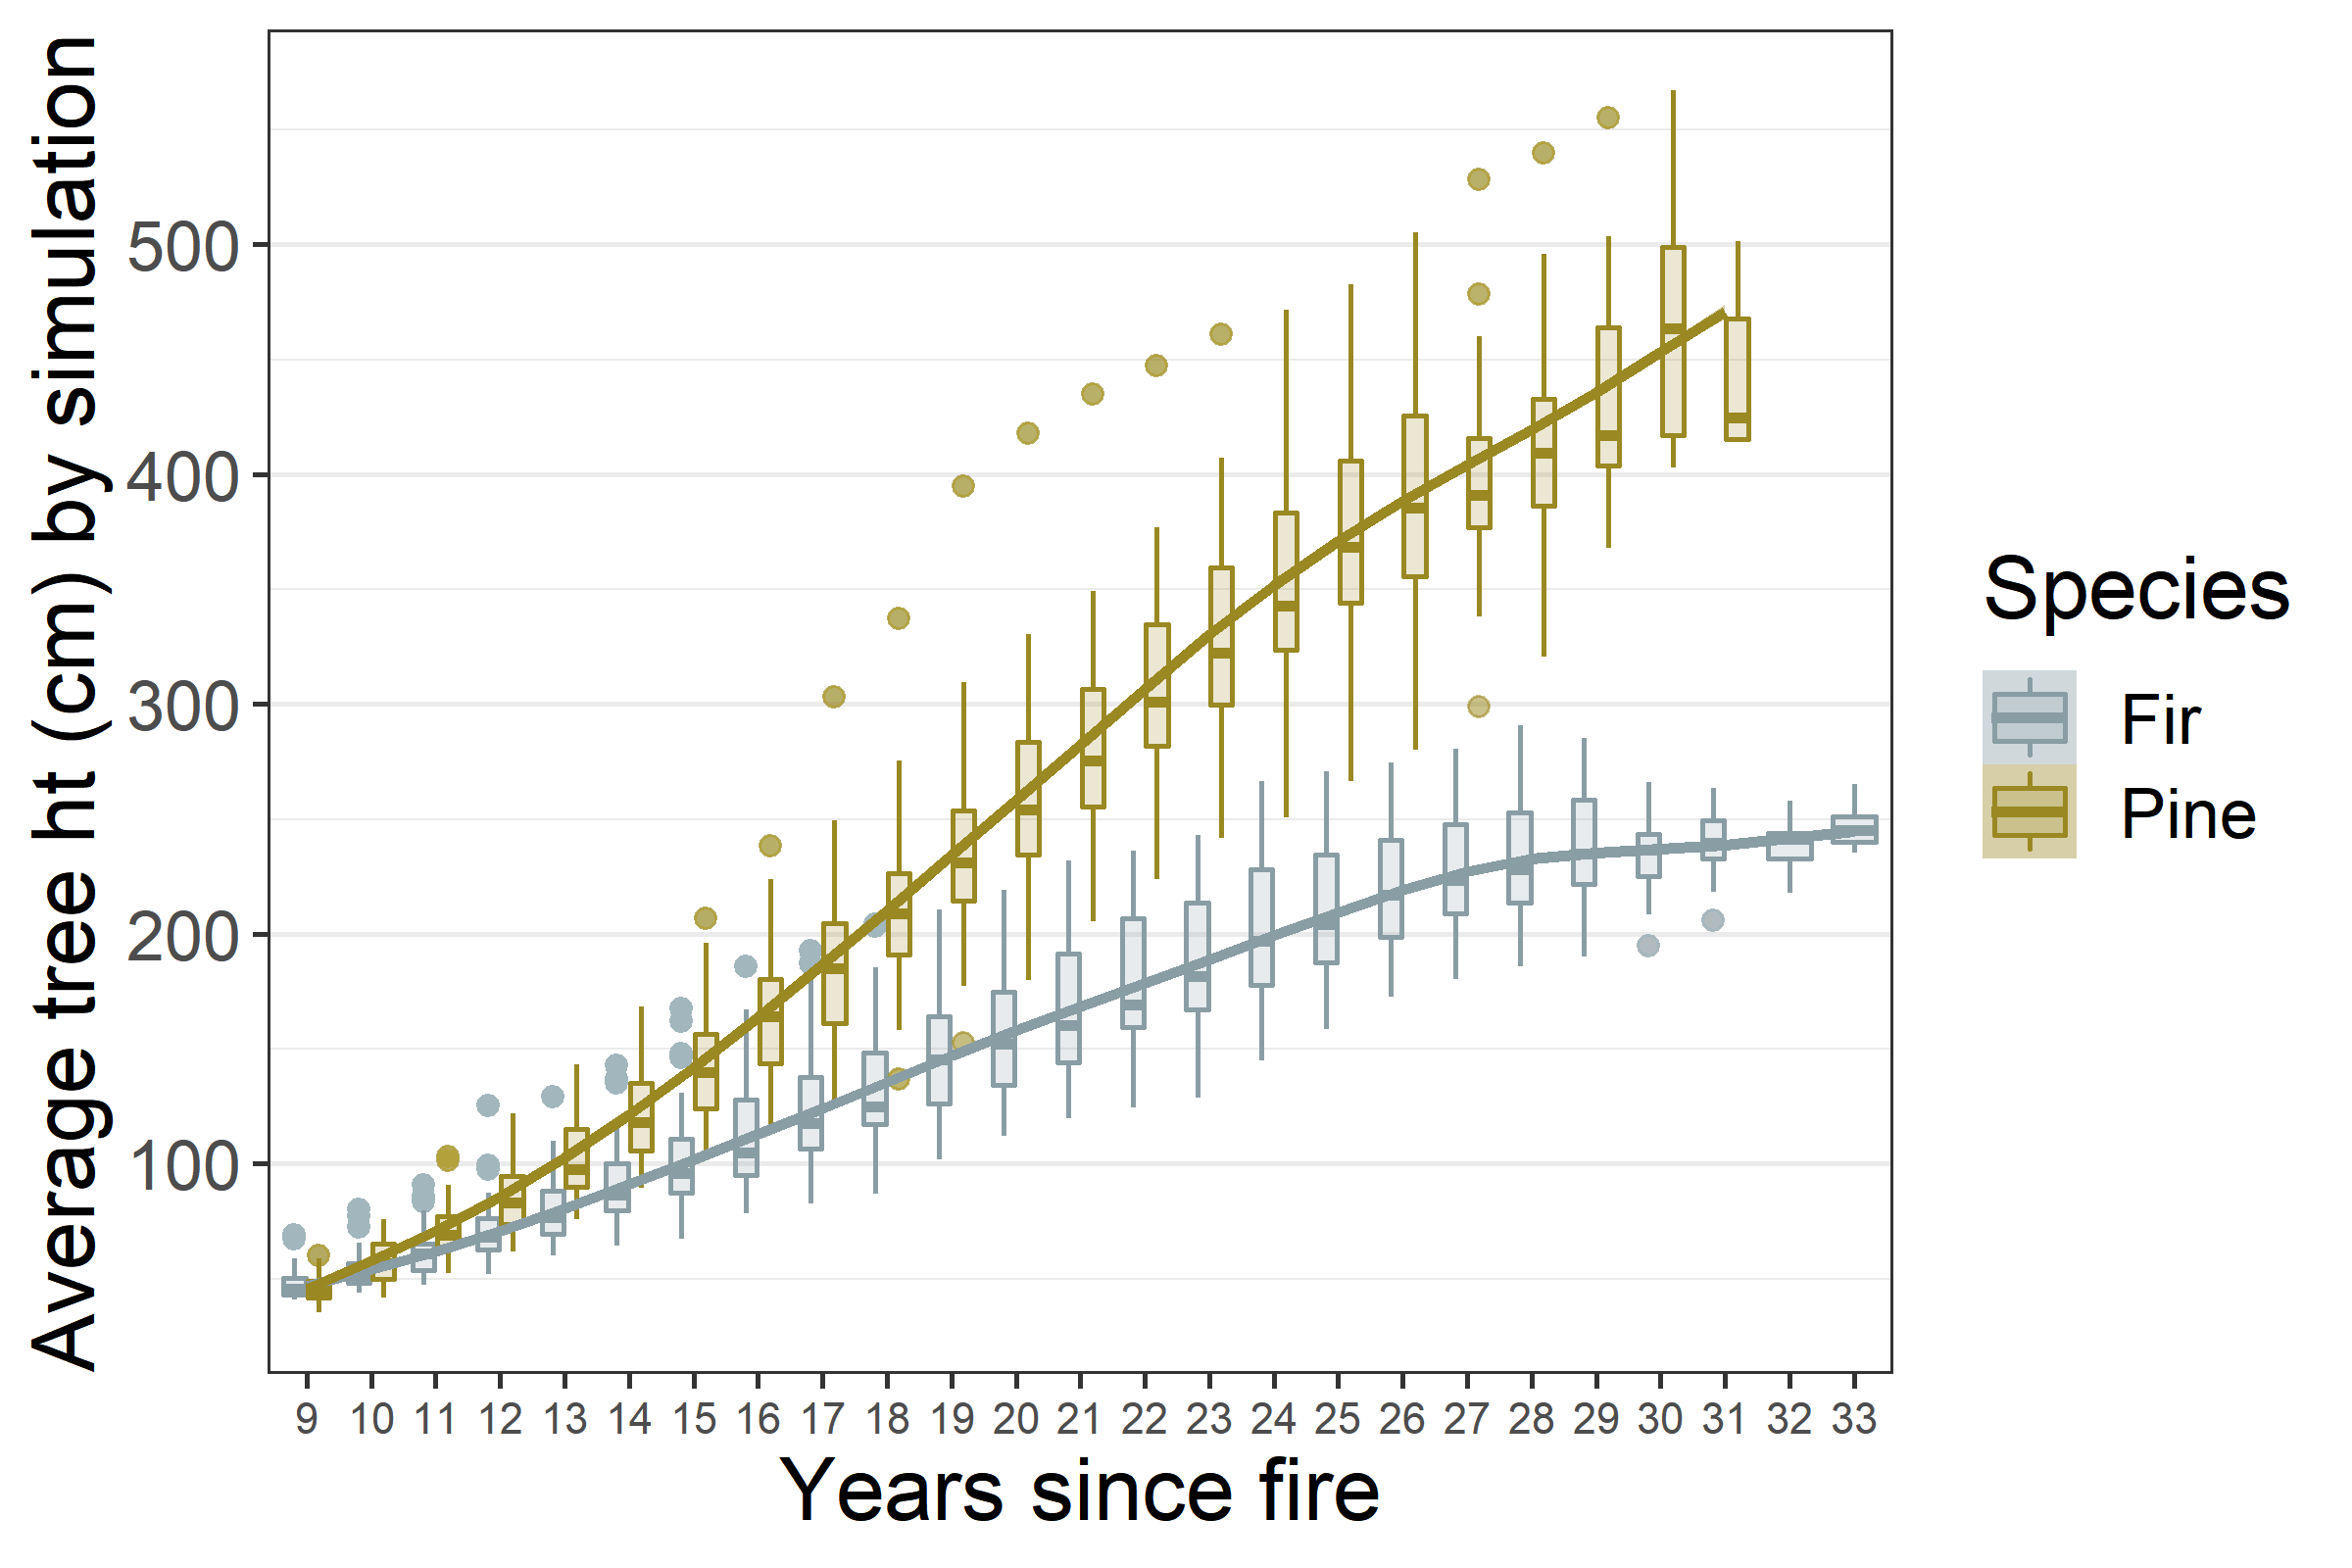 Average tree ht (cm) by simulation
500
400
300
200
100
9 10 11 12 13 14 15 16 17 18 19 20 21 22 23 24 25 26 27 28 29 30 31 32 33
Years since fire
Species
Fir
Pine